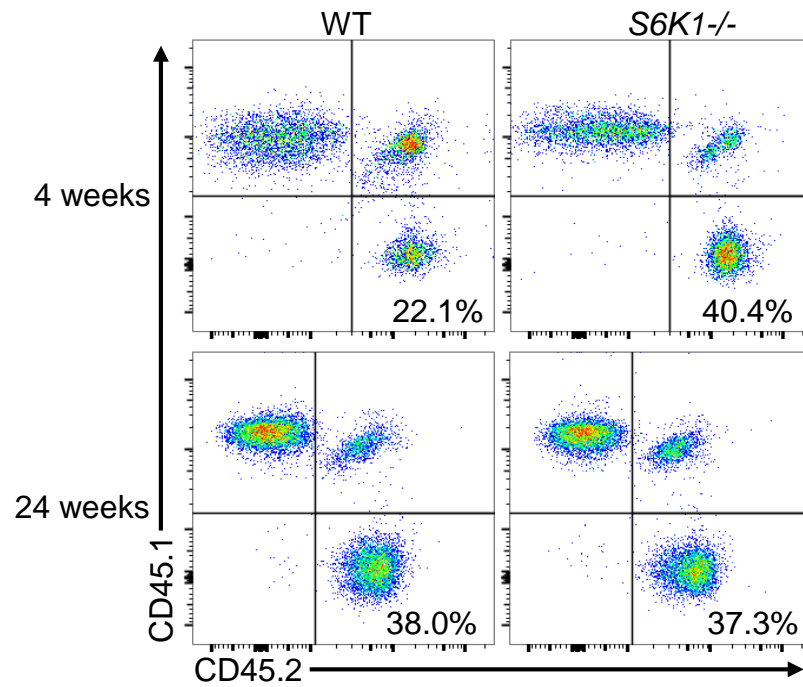 WT
S6K1-/-
4 weeks
22.1%
40.4%
24 weeks
38.0%
37.3%
CD45.1
CD45.2